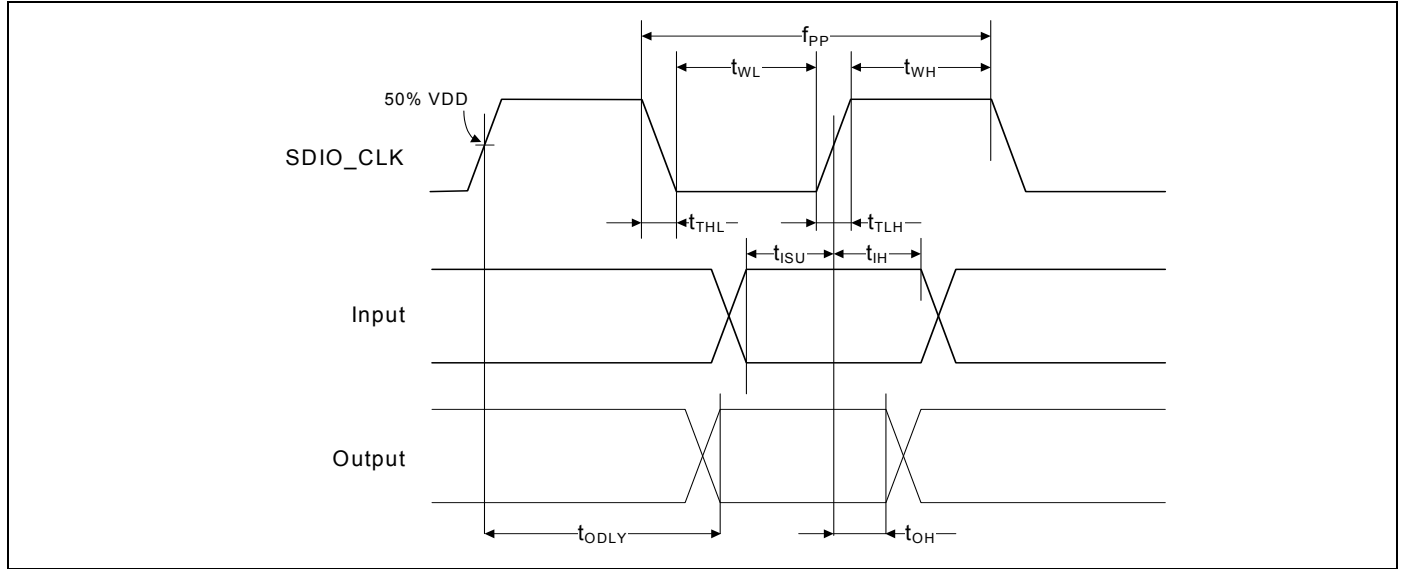 fPP
tWL
tWH
50% VDD
SDIO_CLK
tTHL
tTLH
tISU
tIH
Input
Output
tODLY
tOH